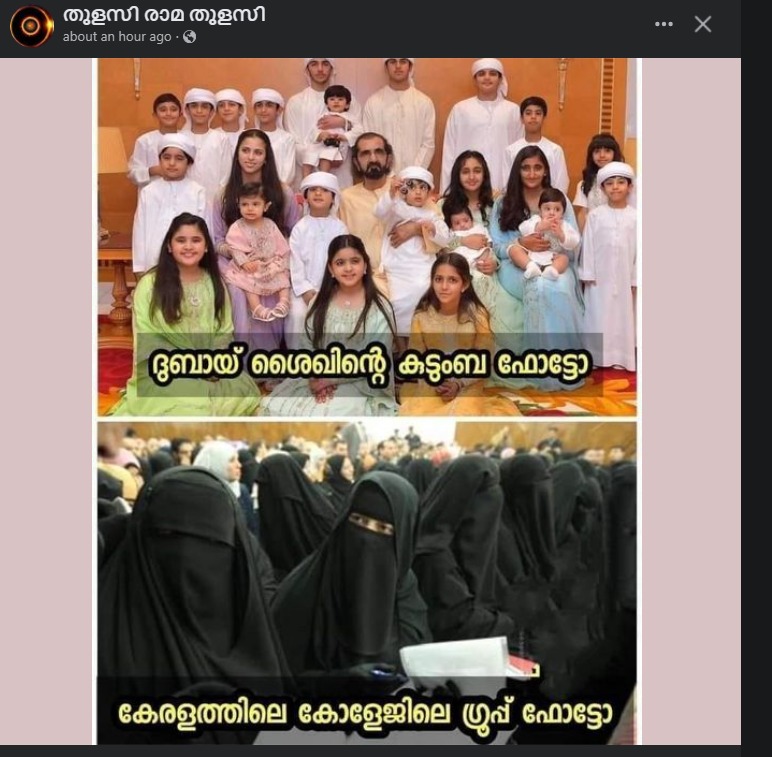 തുളസി രാമ തുളസി
about an hour ago ·
ദുബായ് ശൈഖിന്റെ കുടുംബ ഫോട്ടോ
കേരളത്തിലെ കോളേജിലെ ഗ്രൂപ്പ് ഫോട്ടോ